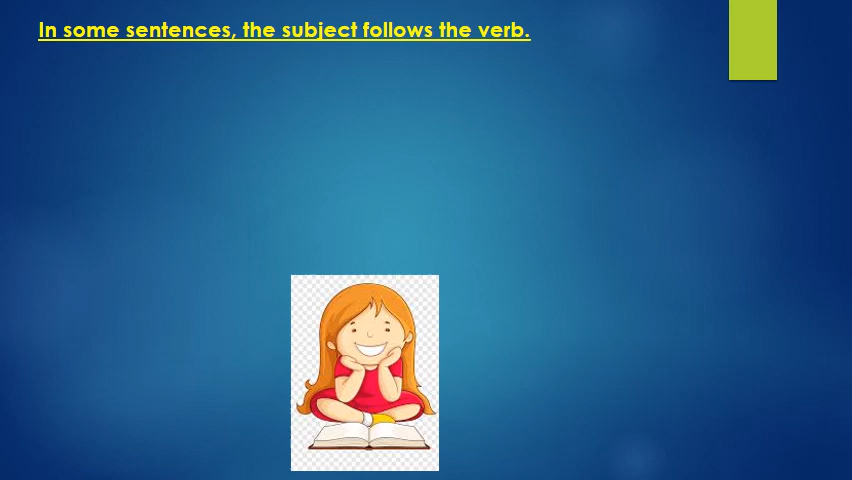 In some sentences, the subject follows the verb.